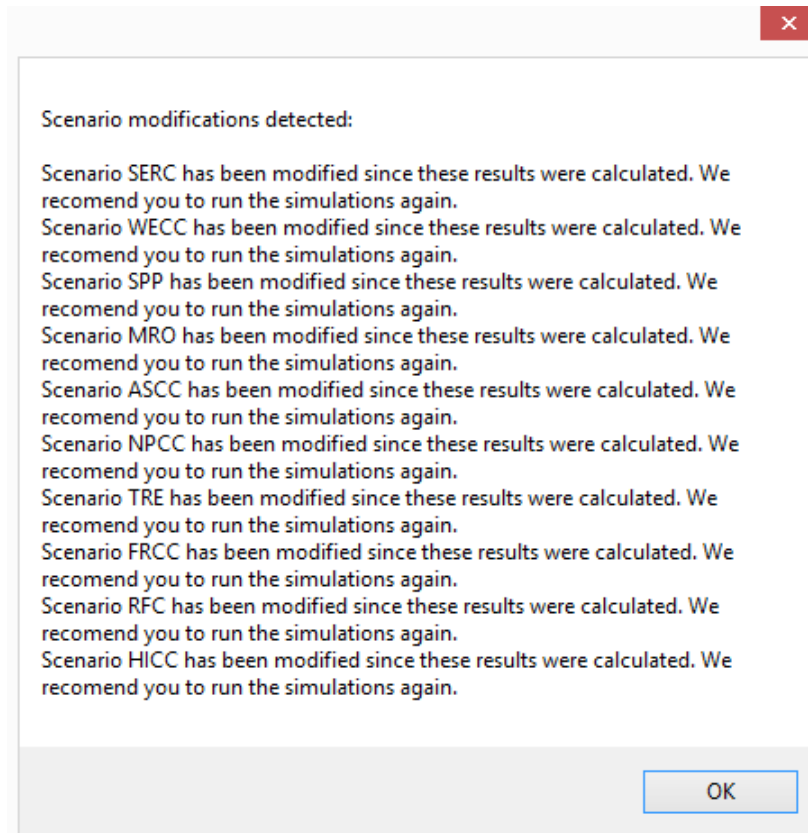 Scenario modifications detected:
Scenario SERC has been modified since these results were calculated. We
recomend you to run the simulations again.
Scenario WECC has been modified since these results were calculated. We
recomend you to run the simulations again.
Scenario SPP has been modified since these results were calculated. We
recomend you to run the simulations again.
Scenario MRO has been modified since these results were calculated. We
recomend you to run the simulations again.
Scenario ASCC has been modified since these results were calculated. We
recomend you to run the simulations again.
Scenario NPCC has been modified since these results were calculated. We
recomend you to run the simulations again.
Scenario TRE has been modified since these results were calculated. We
recomend you to run the simulations again.
Scenario FRCC has been modified since these results were calculated. We
recomend you to run the simulations again.
Scenario RFC has been modified since these results were calculated. We
recomend you to run the simulations again.
Scenario HICC has been modified since these results were calculated. We
recomend you to run the simulations again.
OK